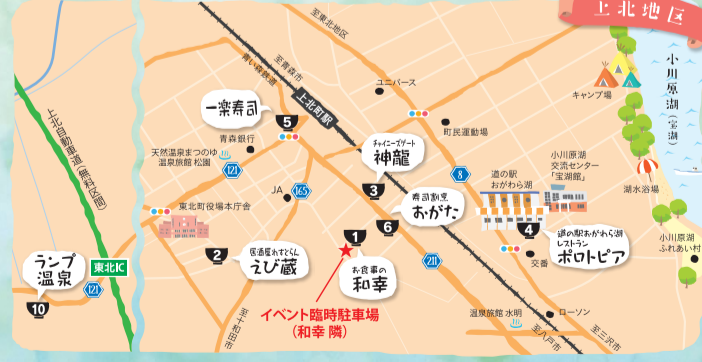 上北地区
至東北地区
至青森市
青い森鉄道
上北町駅
ユニバース
キャンプ場
小川原湖
(宝湖)
一楽寿司
5
青森銀行
天然温泉まつのゆ
温泉旅館 松園
121
JA
165
チャイニーズゲート
神龍
3
町民運動場
8
道の駅
おがわら湖
小川原湖
交流センター
「宝湖館」
湖水浴場
上北自動車道(無料区間)
東北町役場本庁舎
寿司割烹
おがた
6
1
お食事の
和幸
4
道の駅おがわら湖
レストラン
ポロトピア
交番
小川原湖
ふれあい村
2
居酒屋れすとらん
えび蔵
211
ランプ
温泉
10
121
東北IC
イベント臨時駐車場
(和幸 隣)
至十和田市
温泉旅館 水明
ローソン
至八戸市
至三沢市